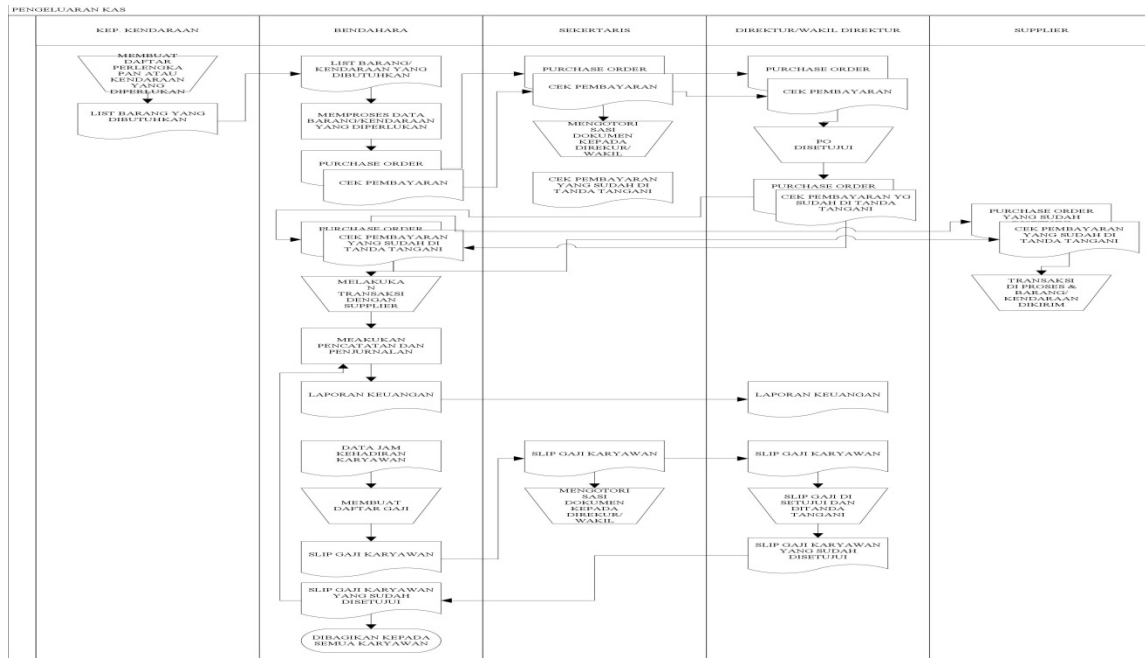 PENGELUARAN KAS
KEP. KENDARAAN
BENDAHARA
SEKERTARIS
DIREKTUR/WAKIL DIREKTUR
SUPPLIER
MEMBUAT
DAFTAR
PERLENGKA
PAN ATAU
KENDARAAN
YANG
DIPERLUKAN
LIST BARANG YANG
DIBUTUHKAN
LIST BARANG/
KENDARAAN YANG
DIBUTUHKAN
MEMPROSES DATA
BARANG/KENDARAAN
YANG DIPERLUKAN
PURCHASE ORDER
CEK PEMBAYARAN
PURCHASE ORDER
CEK PEMBAYARAN
MENGOTORI
SASI
DOKUMEN
KEPADA
DIREKUR/
WAKIL
CEK PEMBAYARAN
YANG SUDAH DI
TANDA TANGANI
PURCHASE ORDER
CEK PEMBAYARAN
PO
DISETUJUI
PURCHASE ORDER
CEK PEMBAYARAN YG
SUDAH DI TANDA
TANGANI
PURCHASE ORDER
CEK PEMBAYARAN
YANG SUDAH DI
TANDA TANGANI
PURCHASE ORDER
YANG SUDAH
CEK PEMBAYARAN
YANG SUDAH DI
TANDA TANGANI
MELAKUKA
N
TRANSAKSI
DENGAN
SUPPLIER
TRANSAKSI
DI PROSES &
BARANG/
KENDARAAN
DIKIRIM
MEAKUKAN
PENCATATAN DAN
PENJURNALAN
LAPORAN KEUANGAN
LAPORAN KEUANGAN
DATA JAM
KEHADIRAN
KARYAWAN
MEMBUAT
DAFTAR GAJI
SLIP GAJI KARYAWAN
SLIP GAJI KARYAWAN
MENGOTORI
SASI
DOKUMEN
KEPADA
DIREKUR/
WAKIL
SLIP GAJI KARYAWAN
SLIP GAJI DI
SETUJUI DAN
DITANDA
TANGANI
SLIP GAJI KARYAWAN
YANG SUDAH
DISETUJUI
SLIP GAJI KARYAWAN
YANG SUDAH
DISETUJUI
DIBAGIKAN KEPADA
SEMUA KARYAWAN